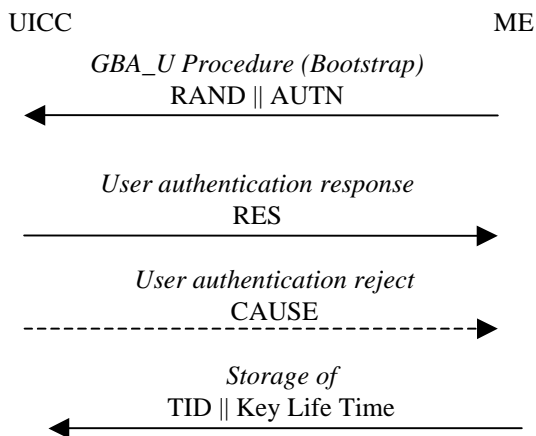 UICC ME
GBA_U Procedure (Bootstrap)
RAND || AUTN
User authentication response
RES
User authentication reject
CAUSE
Storage of
TID || Key Life Time